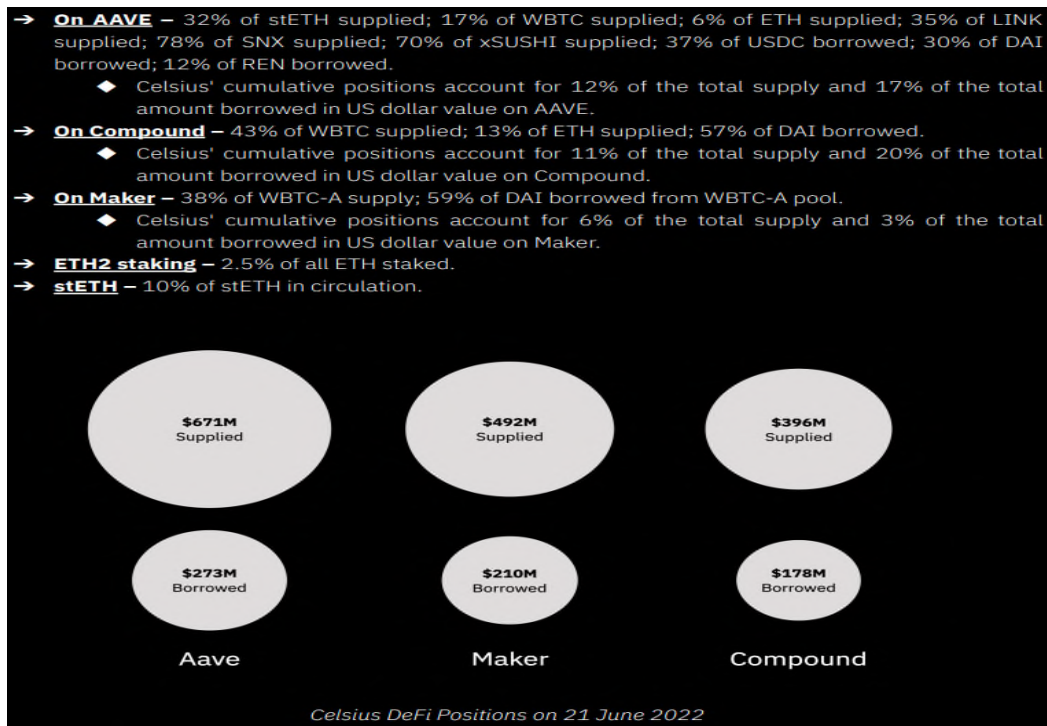 ➔ On AAVE – 32% of stETH supplied; 17% of WBTC supplied; 6% of ETH supplied; 35% of LINK
supplied; 78% of SNX supplied; 70% of xSUSHI supplied; 37% of USDC borrowed; 30% of DAI
borrowed; 12% of REN borrowed.
◆ Celsius' cumulative positions account for 12% of the total supply and 17% of the total
amount borrowed in US dollar value on AAVE.
➔ On Compound – 43% of WBTC supplied; 13% of ETH supplied; 57% of DAI borrowed.
◆ Celsius' cumulative positions account for 11% of the total supply and 20% of the total
amount borrowed in US dollar value on Compound.
➔ On Maker – 38% of WBTC-A supply; 59% of DAI borrowed from WBTC-A pool.
◆ Celsius' cumulative positions account for 6% of the total supply and 3% of the total
amount borrowed in US dollar value on Maker.
➔ ETH2 staking – 2.5% of all ETH staked.
➔ stETH – 10% of stETH in circulation.
$671M
Supplied
$492M
Supplied
$396M
Supplied
$273M
Borrowed
$210M
Borrowed
$178M
Borrowed
Aave
Maker
Compound
Celsius DeFi Positions on 21 June 2022